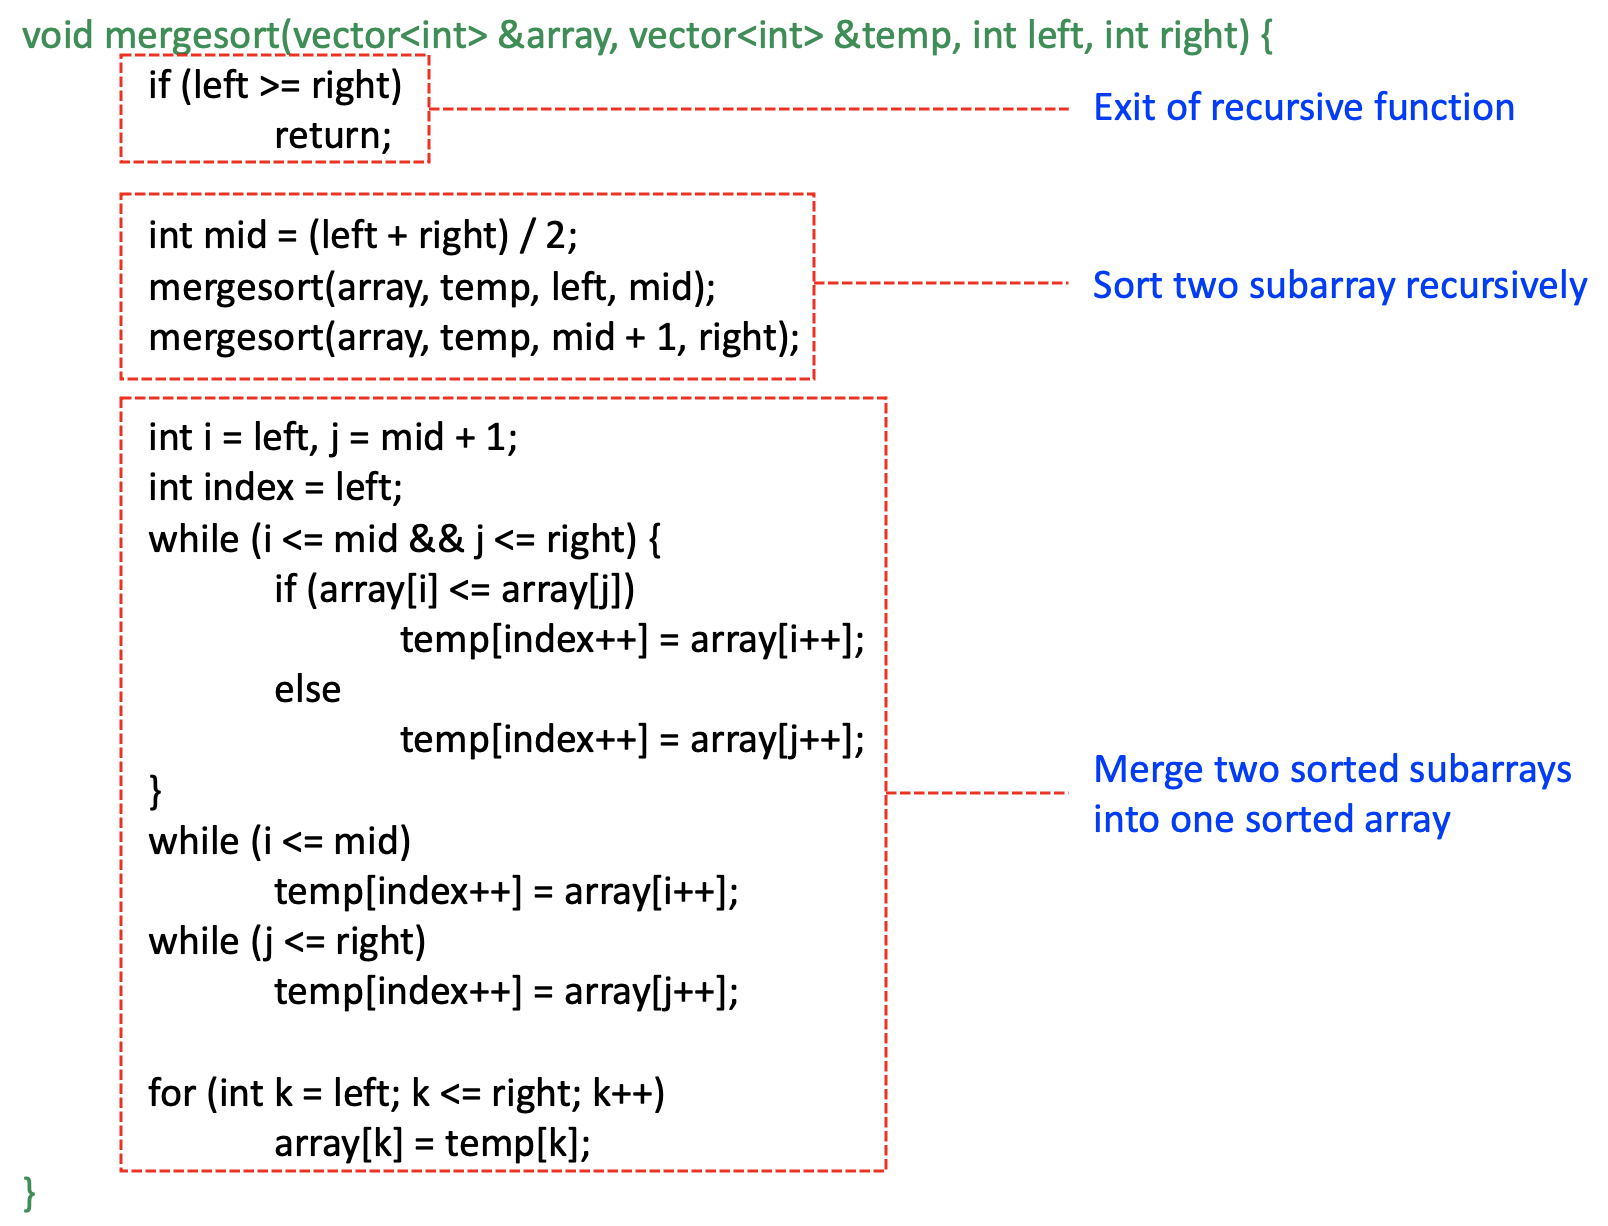 void mergesort(vector<int> &array, vector<int> &temp, int left, int right) {
if (left >= right)
return;
Exit of recursive function
int mid = (left + right) / 2;
mergesort(array, temp, left, mid);
mergesort(array, temp, mid + 1, right);
Sort two subarray recursively
int i = left, j = mid + 1;
int index = left;
while (i <= mid && j <= right) {
if (array[i] <= array[j])
temp[index++] = array[i++];
else
temp[index++] = array[j++];
}
while (i <= mid)
temp[index++] = array[i++];
while (j <= right)
temp[index++] = array[j++];
for (int k = left; k <= right; k++)
array[k] = temp[k];
Merge two sorted subarrays
into one sorted array
}